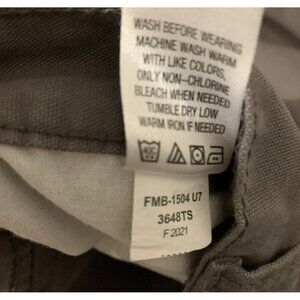 WASH BEFORE WEARING
MACHINE WASH WARM
WITH LIKE COLORS,
ONLY NON-CHLORINE
BLEACH WHEN NEEDED
TUMBLE DRY LOW
WARM IRON IF NEEDED
40C
FMB-1504 U7
3648TS
F2021